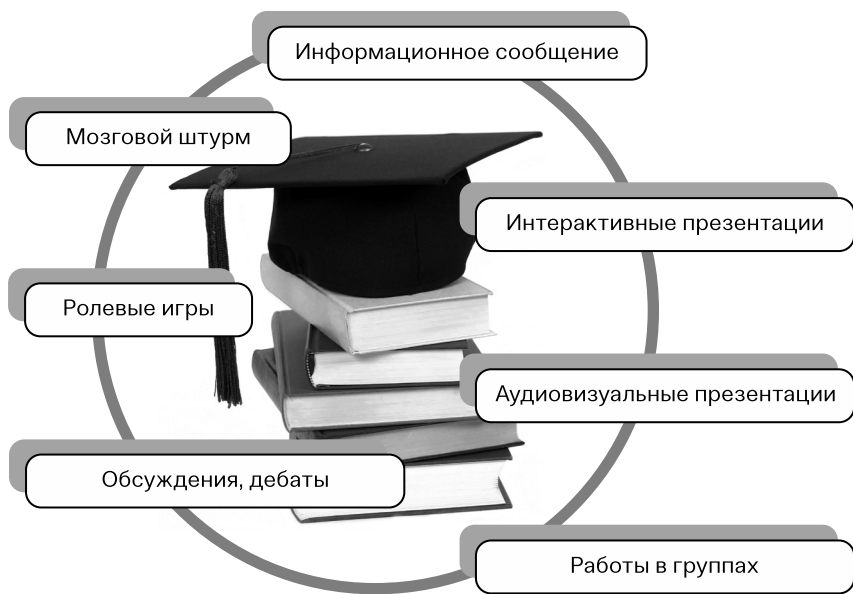 Информационное сообщение
Мозговой штурм
Интерактивные презентации
Ролевые игры
Аудиовизуальные презентации
Обсуждения, дебаты
Работы в группах